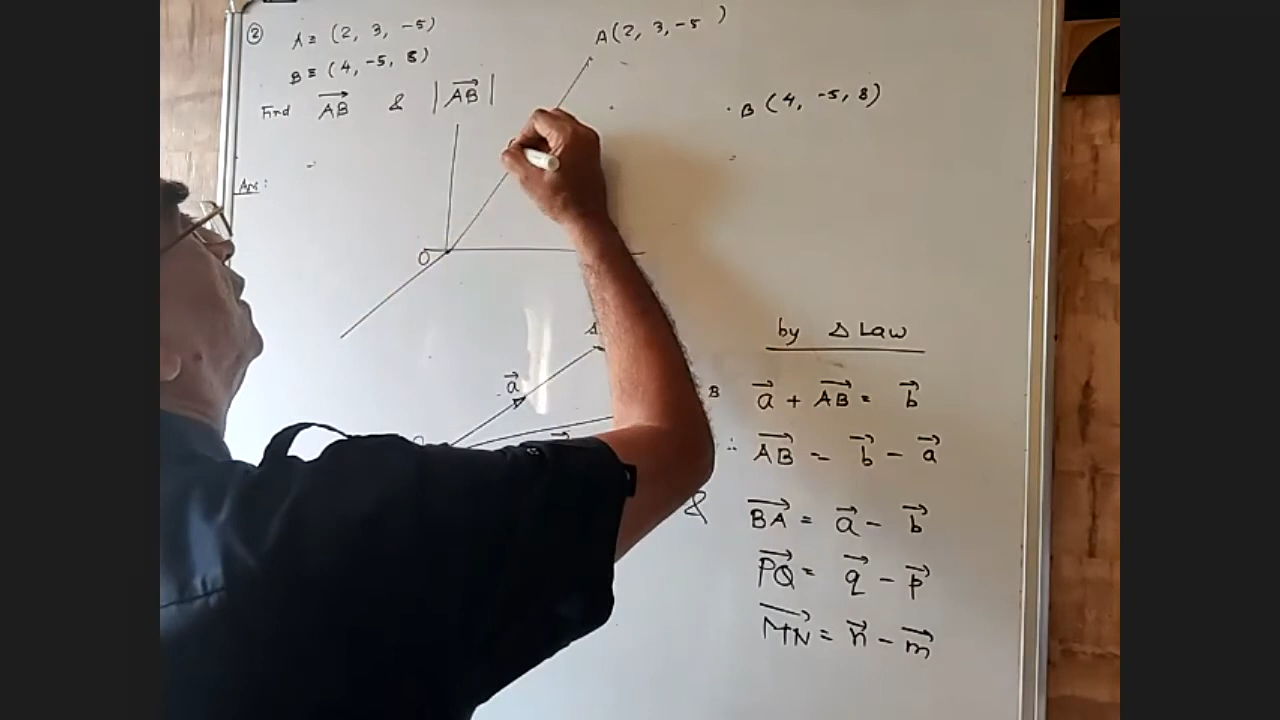 ② A ≡ (2, 3, -5)
B ≡ (4, -5, 8)
Find AB⃗ & |AB⃗|
Ans:
A(2, 3, -5)
B (4, -5, 8)
O
A
a⃗
B
by Δ Law
a⃗ + AB⃗ = b⃗
∴ AB⃗ = b⃗ - a⃗
& BA⃗ = a⃗ - b⃗
PQ⃗ = q⃗ - p⃗
MN⃗ = n⃗ - m⃗